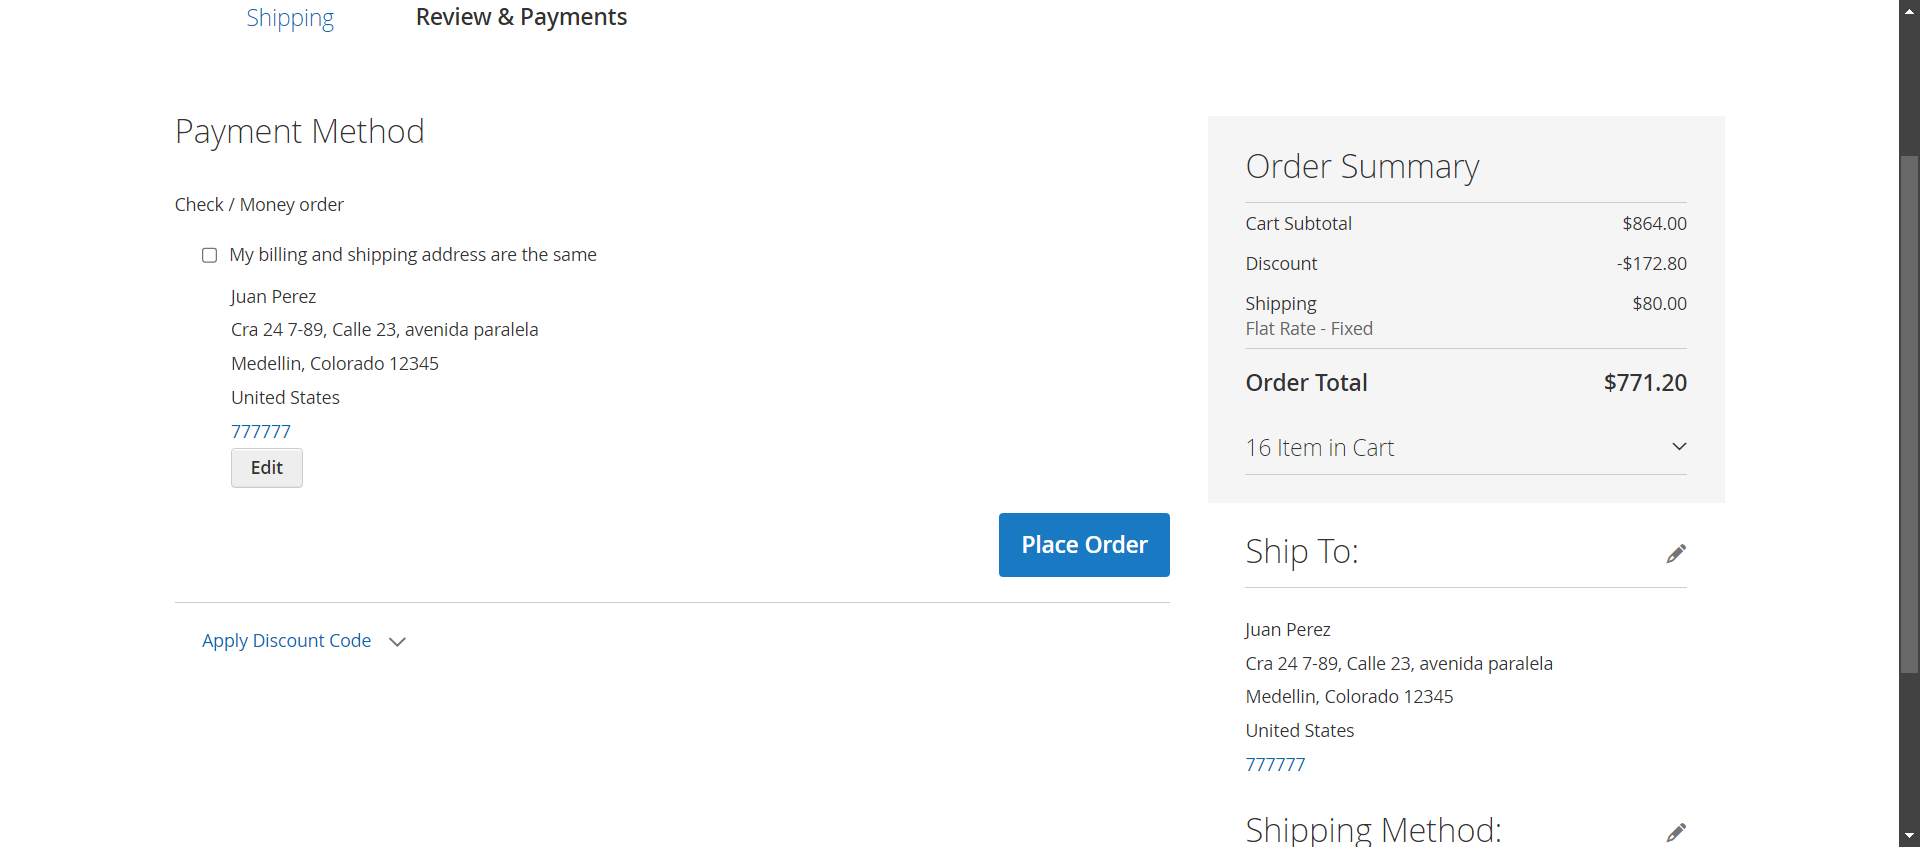 Shipping
Review & Payments
Payment Method
Check / Money order
My billing and shipping address are the same
Juan Perez
Cra 24 7-89, Calle 23, avenida paralela
Medellin, Colorado 12345
United States
777777
Edit
Place Order
Apply Discount Code
Order Summary
Cart Subtotal $864.00
Discount -$172.80
Shipping $80.00
Flat Rate - Fixed
Order Total $771.20
16 Item in Cart
Ship To:
Juan Perez
Cra 24 7-89, Calle 23, avenida paralela
Medellin, Colorado 12345
United States
777777
Shipping Method: